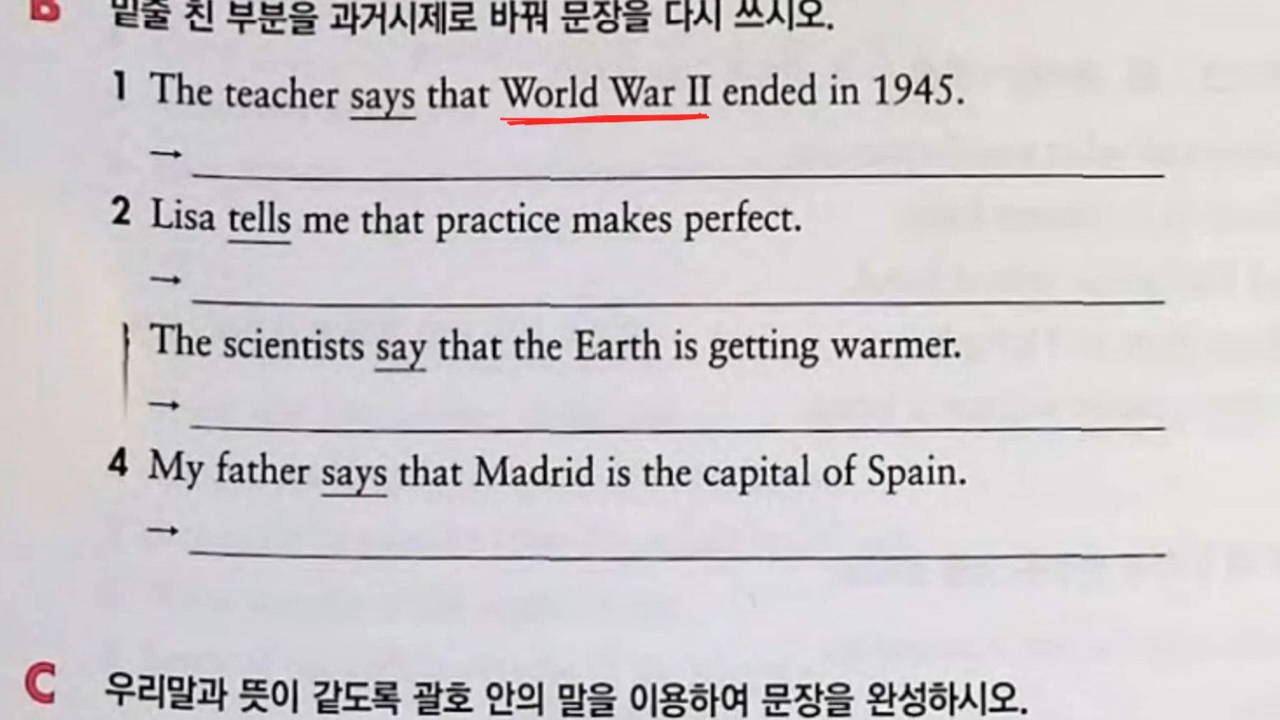 B 밑줄 친 부분을 과거시제로 바꿔 문장을 다시 쓰시오.
1 The teacher says that World War II ended in 1945.
→
2 Lisa tells me that practice makes perfect.
→
The scientists say that the Earth is getting warmer.
→
4 My father says that Madrid is the capital of Spain.
→
C 우리말과 뜻이 같도록 괄호 안의 말을 이용하여 문장을 완성하시오.